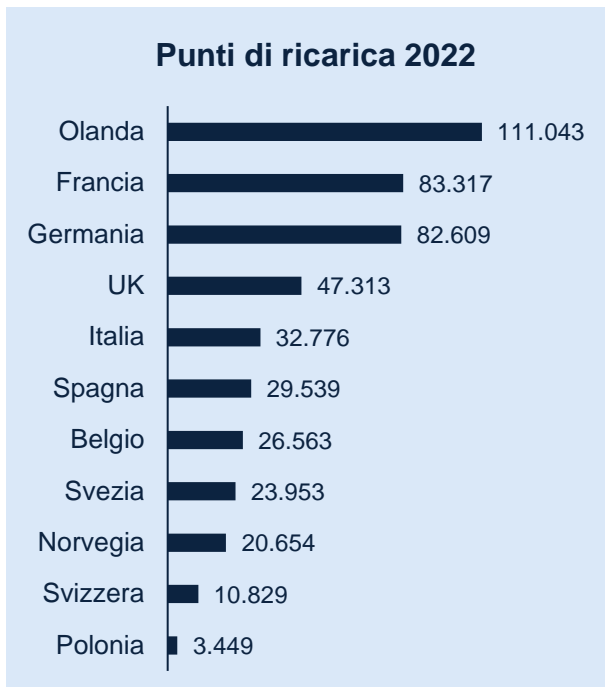 Punti di ricarica 2022
Olanda 111.043
Francia 83.317
Germania 82.609
UK 47.313
Italia 32.776
Spagna 29.539
Belgio 26.563
Svezia 23.953
Norvegia 20.654
Svizzera 10.829
Polonia 3.449